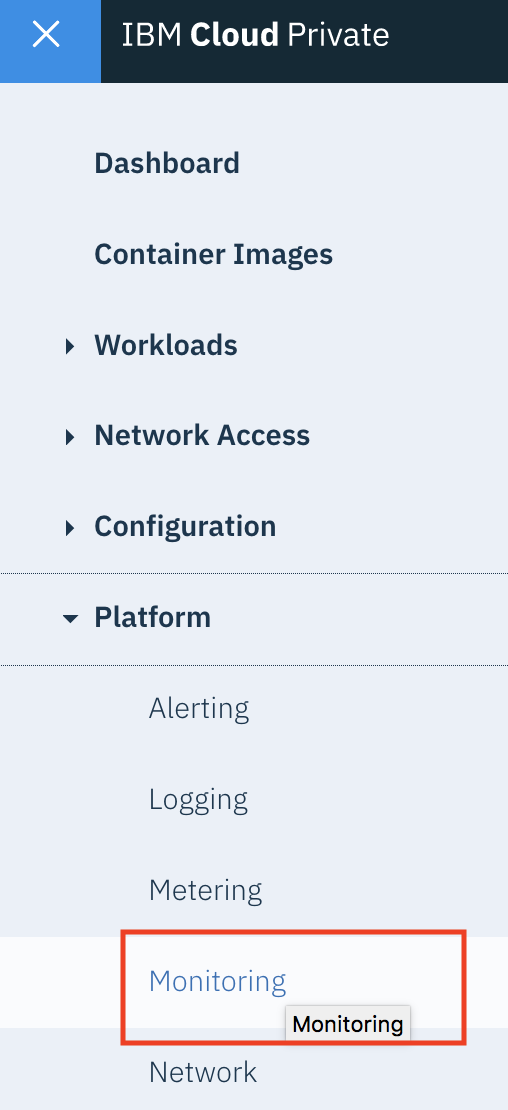 IBM Cloud Private
Dashboard
Container Images
Workloads
Network Access
Configuration
Platform
Alerting
Logging
Metering
Monitoring
Monitoring
Network